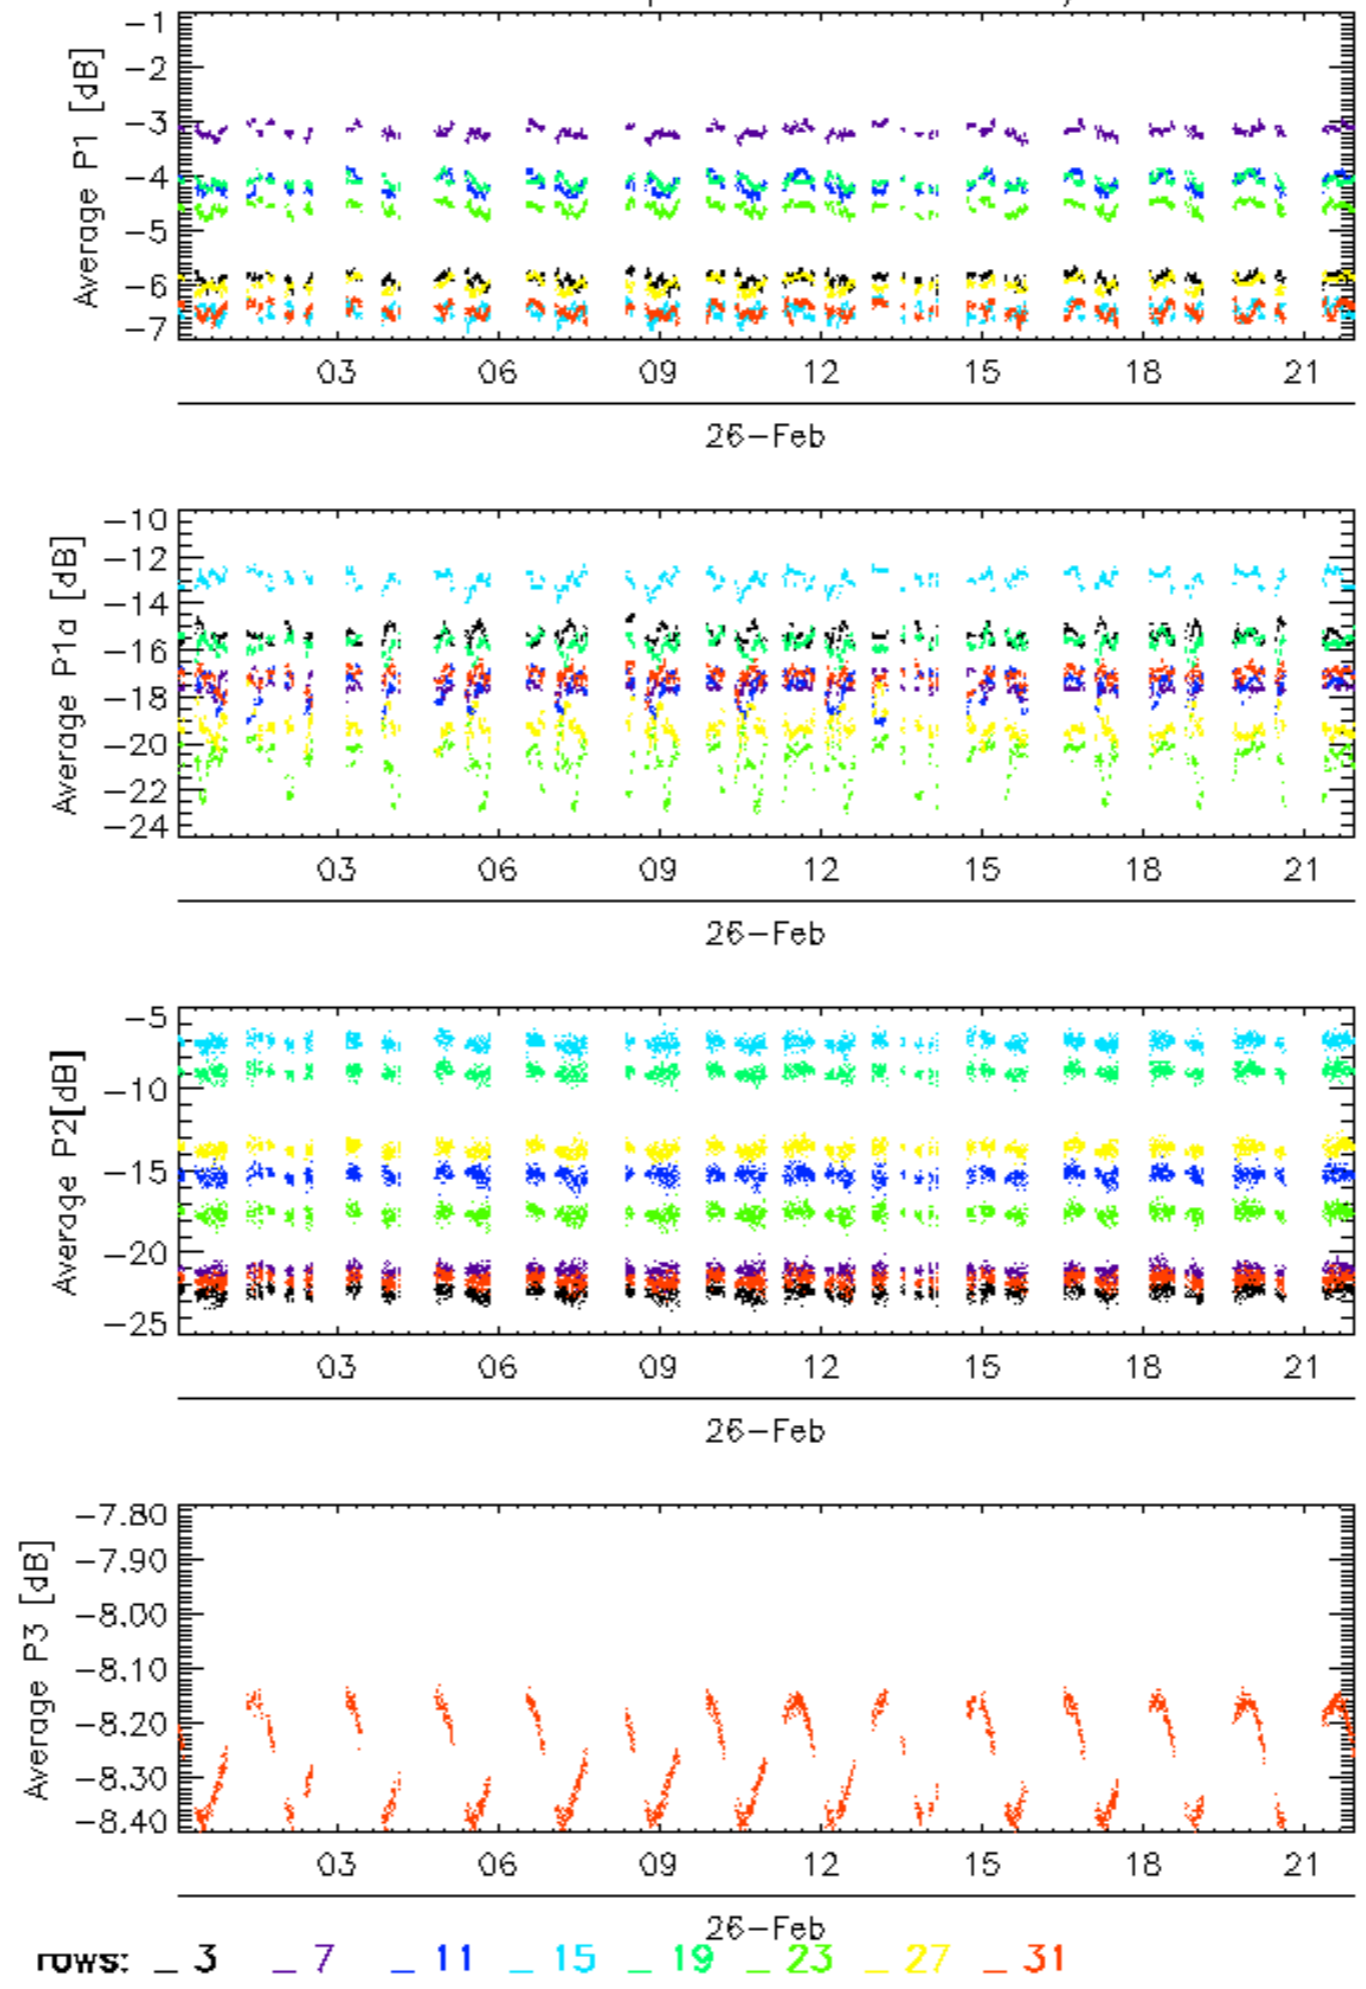 Average P1 [dB]
-1
-2
-3
-4
-5
-6
-7
03 06 09 12 15 18 21
26-Feb
Average P1a [dB]
-10
-12
-14
-16
-18
-20
-22
-24
03 06 09 12 15 18 21
26-Feb
Average P2[dB]
-5
-10
-15
-20
-25
03 06 09 12 15 18 21
26-Feb
Average P3 [dB]
-7.80
-7.90
-8.00
-8.10
-8.20
-8.30
-8.40
03 06 09 12 15 18 21
26-Feb
rows: _ 3 _ 7 _ 11 _ 15 _ 19 _ 23 _ 27 _ 31